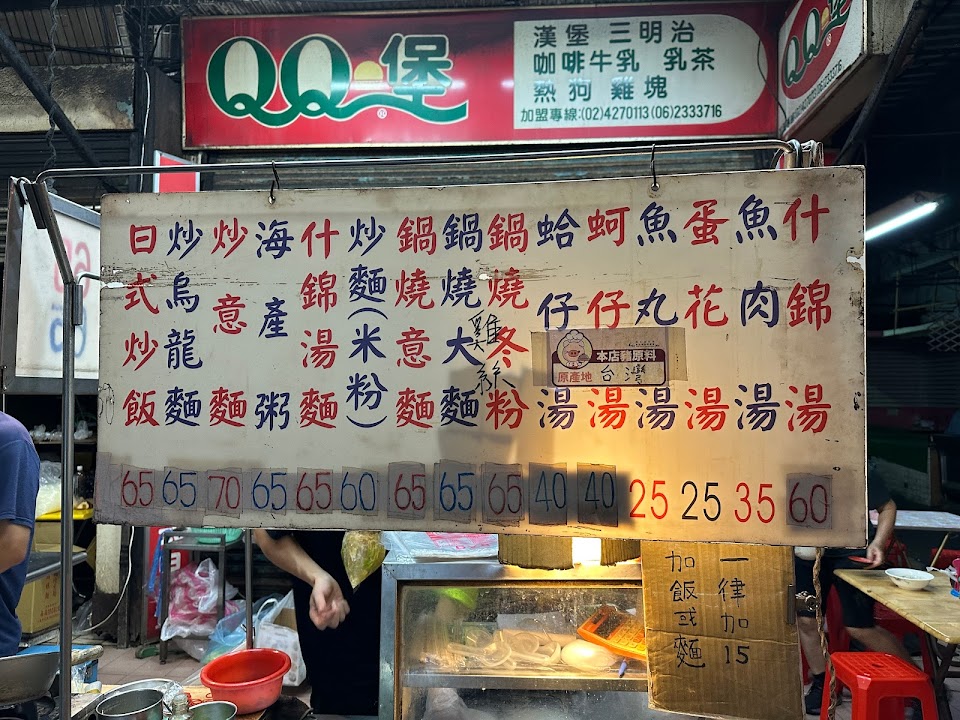 QQ堡®
漢堡 三明治
咖啡牛乳 乳茶
熱狗 雞塊
加盟專線:(02)4270113(06)2333716
QQ
(06)2333716
日式炒飯
炒烏龍麵
炒意麵
海產粥
什錦湯麵
炒麵(米粉)
鍋燒意麵
鍋燒大麵
雞絲
鍋燒冬粉
蛤仔湯
蚵仔湯
魚丸湯
蛋花湯
魚肉湯
什錦湯
本店豬原料
原產地 台灣
65 65 70 65 65 60 65 65 65 40 40 25 25 35 60
加飯或麵
一律加15